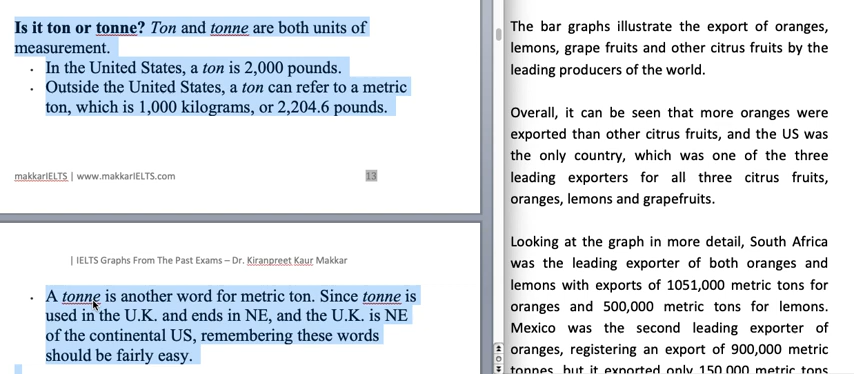 Is it ton or tonne? Ton and tonne are both units of
measurement.
· In the United States, a ton is 2,000 pounds.
· Outside the United States, a ton can refer to a metric
ton, which is 1,000 kilograms, or 2,204.6 pounds.
makkarIELTS | www.makkarIELTS.com 13
| IELTS Graphs From The Past Exams – Dr. Kiranpreet Kaur Makkar
· A tonne is another word for metric ton. Since tonne is
used in the U.K. and ends in NE, and the U.K. is NE
of the continental US, remembering these words
should be fairly easy.
The bar graphs illustrate the export of oranges,
lemons, grape fruits and other citrus fruits by the
leading producers of the world.
Overall, it can be seen that more oranges were
exported than other citrus fruits, and the US was
the only country, which was one of the three
leading exporters for all three citrus fruits,
oranges, lemons and grapefruits.
Looking at the graph in more detail, South Africa
was the leading exporter of both oranges and
lemons with exports of 1051,000 metric tons for
oranges and 500,000 metric tons for lemons.
Mexico was the second leading exporter of
oranges, registering an export of 900,000 metric
tonnes, but it exported only 150,000 metric tons